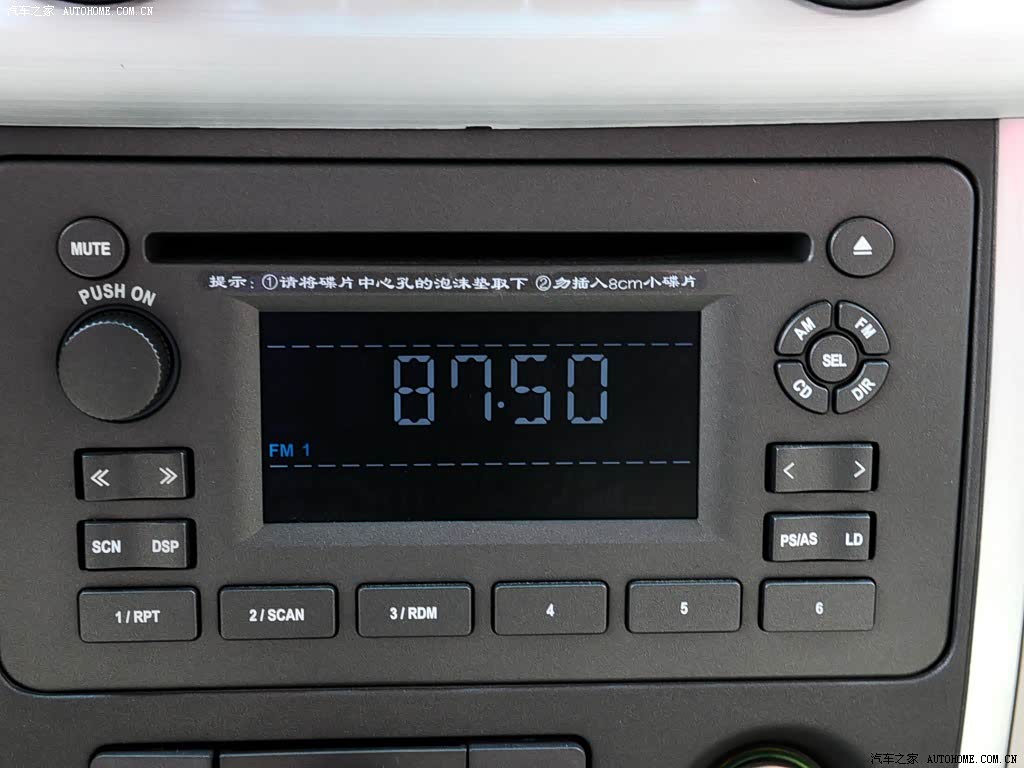 汽车之家 AUTOHOME.COM.CN
MUTE
提示：①请将碟片中心孔的泡沫垫取下 ②勿插入8cm小碟片
PUSH ON
AM FM
SEL
CD DIR
87.50
FM 1
SCN DSP
PS/AS LD
1 / RPT
2 / SCAN
3 / RDM
4
5
6
汽车之家 AUTOHOME.COM.CN